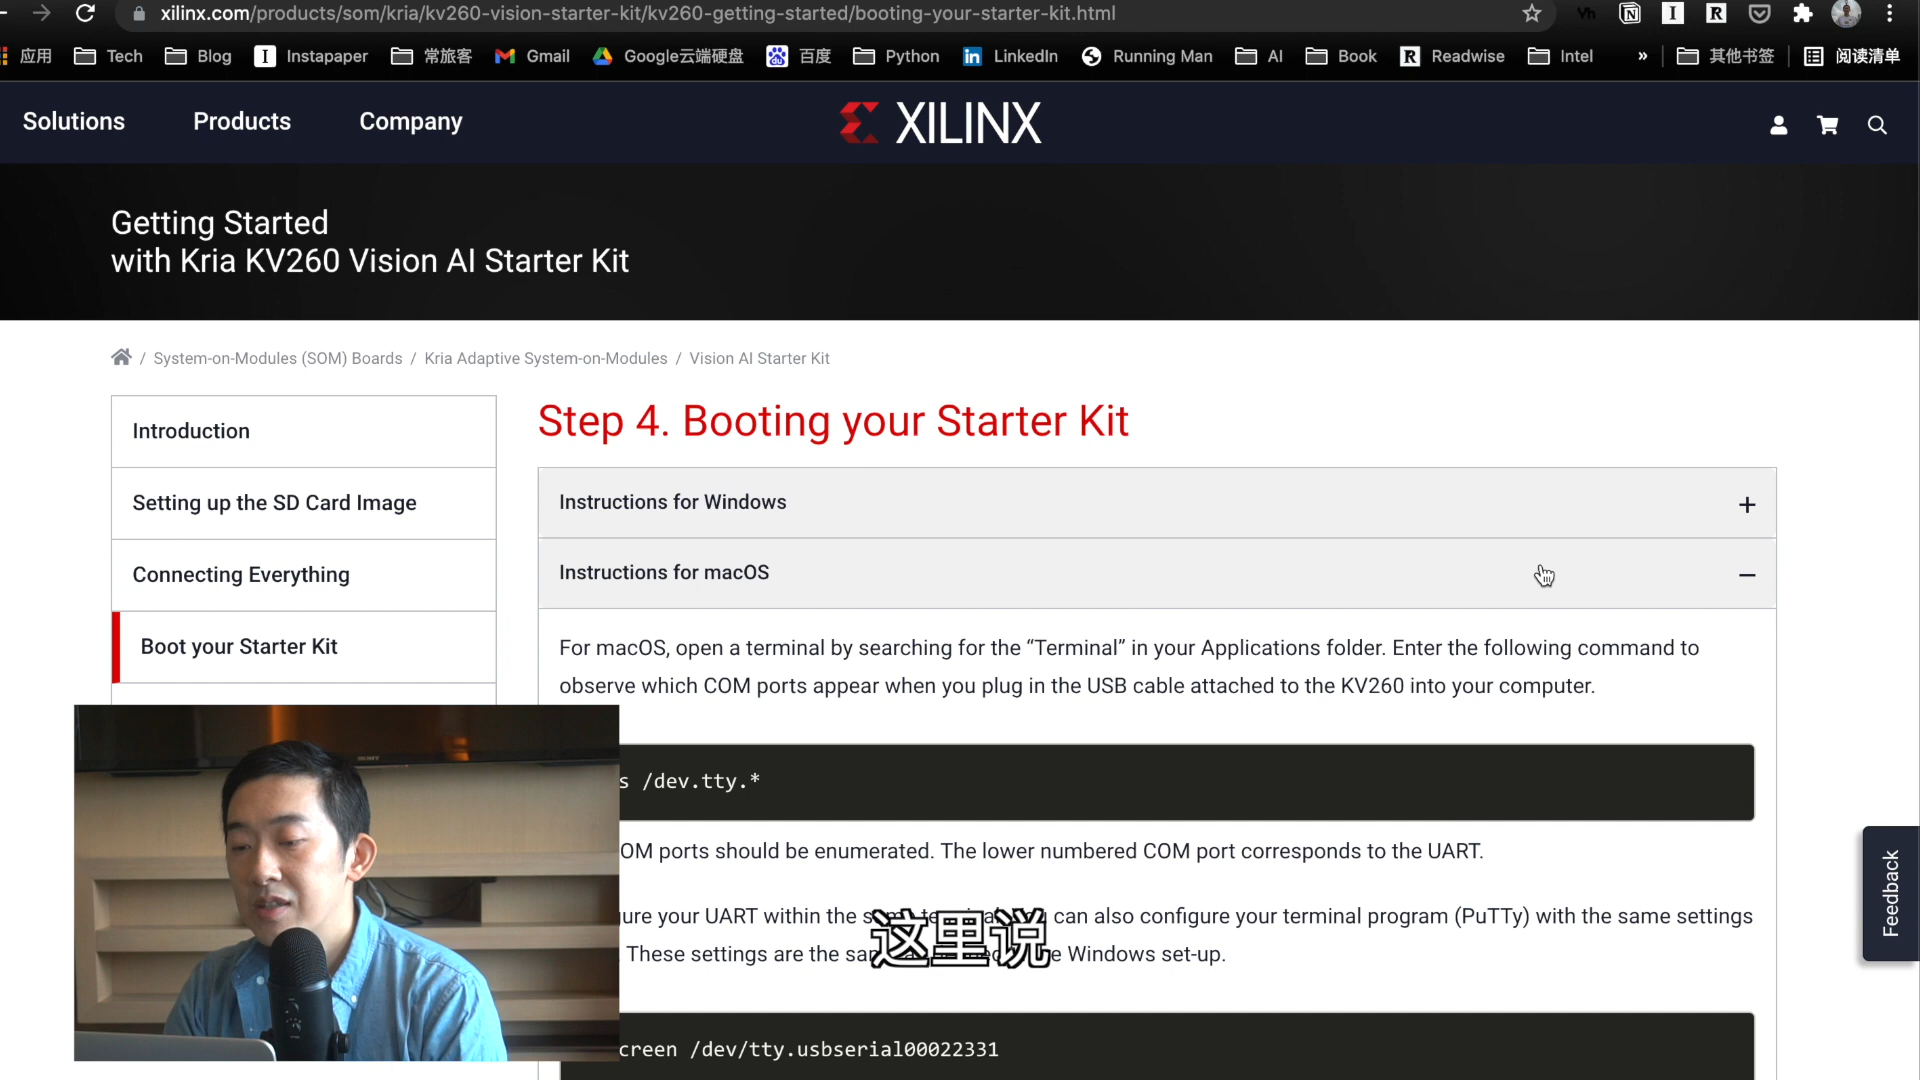 xilinx.com/products/som/kria/kv260-vision-starter-kit/kv260-getting-started/booting-your-starter-kit.html
应用 Tech Blog Instapaper 常旅客 Gmail Google云端硬盘 百度 Python LinkedIn Running Man AI Book Readwise Intel » 其他书签 阅读清单
Solutions Products Company XILINX
Getting Started
with Kria KV260 Vision AI Starter Kit
/ System-on-Modules (SOM) Boards / Kria Adaptive System-on-Modules / Vision AI Starter Kit
Introduction
Setting up the SD Card Image
Connecting Everything
Boot your Starter Kit
Step 4. Booting your Starter Kit
Instructions for Windows +
Instructions for macOS −
For macOS, open a terminal by searching for the “Terminal” in your Applications folder. Enter the following command to
observe which COM ports appear when you plug in the USB cable attached to the KV260 into your computer.
s /dev.tty.*
OM ports should be enumerated. The lower numbered COM port corresponds to the UART.
ure your UART within the can also configure your terminal program (PuTTy) with the same settings
These settings are the Windows set-up.
这里说
creen /dev/tty.usbserial00022331
Feedback